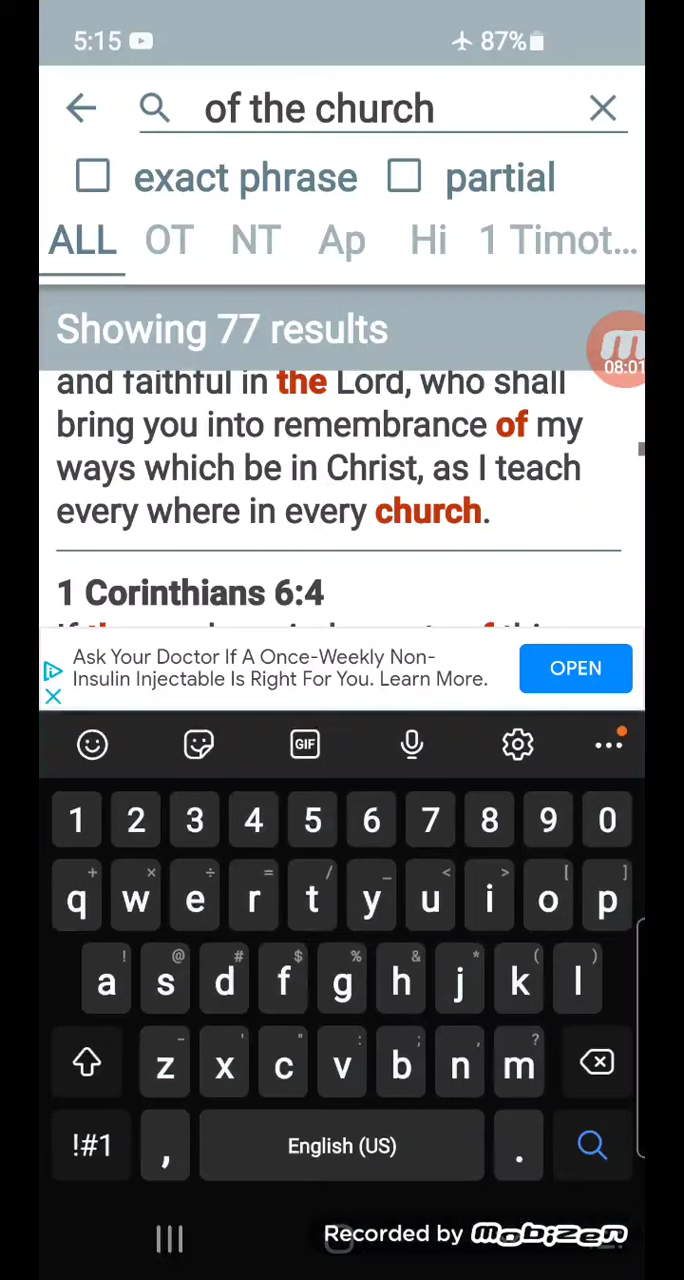 5:15 87%
of the church
exact phrase partial
ALL OT NT Ap Hi 1 Timot...
Showing 77 results
08:01
and faithful in the Lord, who shall
bring you into remembrance of my
ways which be in Christ, as I teach
every where in every church.
1 Corinthians 6:4
Ask Your Doctor If A Once-Weekly Non-
Insulin Injectable Is Right For You. Learn More.
OPEN
GIF
1 2 3 4 5 6 7 8 9 0
+ × ÷ = / _ < > [ ]
q w e r t y u i o p
! @ # $ % & * ( )
a s d f g h j k l
- ' " : ; , ?
z x c v b n m
!#1 , English (US) .
Recorded by mobizen